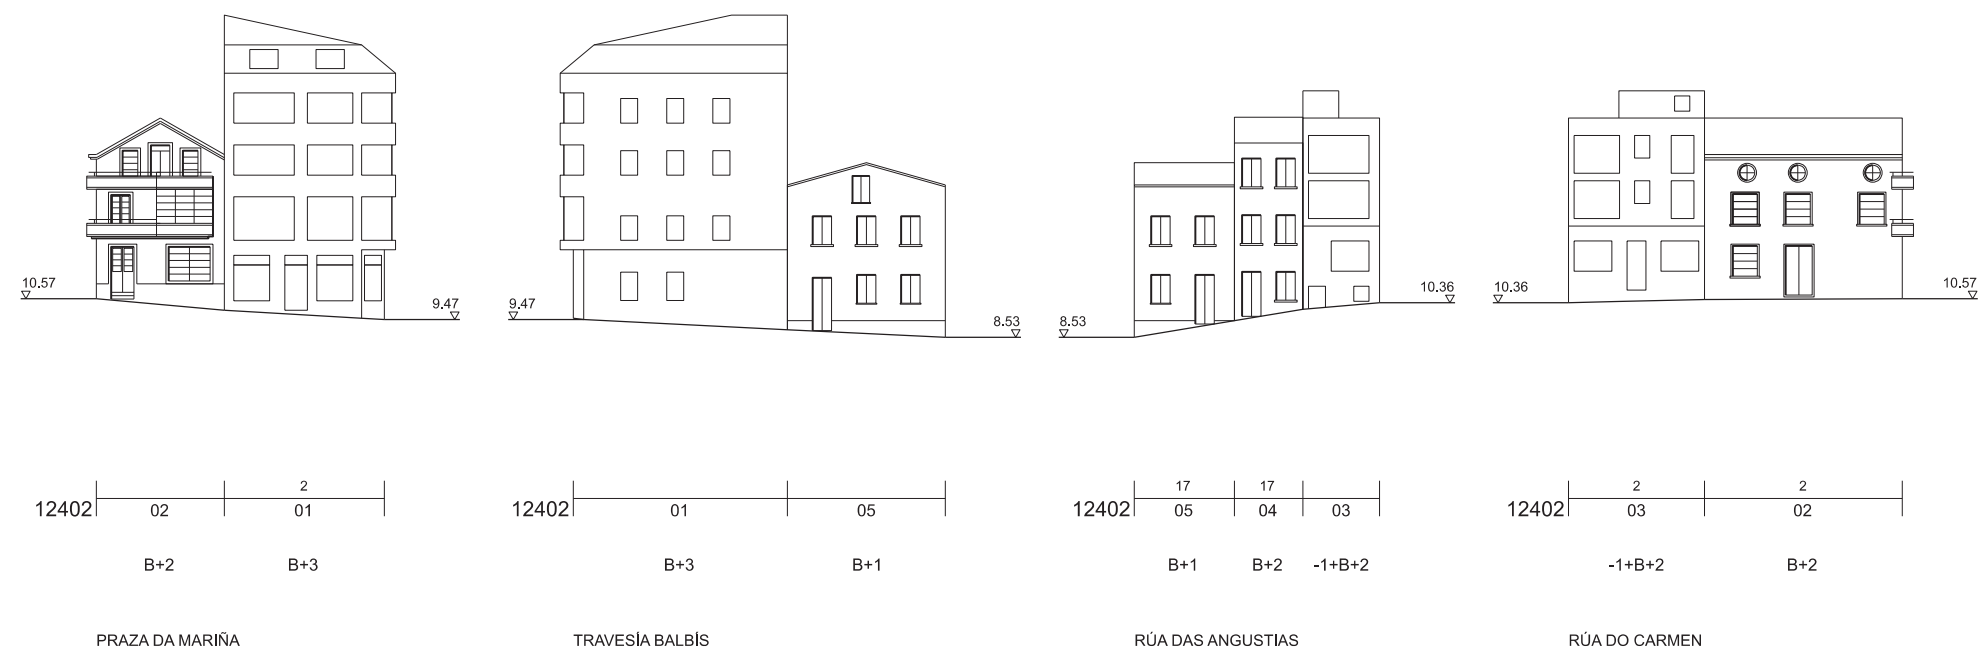 10.57
9.47
9.47
8.53
8.53
10.36
10.36
10.57
2
12402 02 01
B+2 B+3
PRAZA DA MARIÑA
12402 01 05
B+3 B+1
TRAVESÍA BALBÍS
17 17
12402 05 04 03
B+1 B+2 -1+B+2
RÚA DAS ANGUSTIAS
2 2
12402 03 02
-1+B+2 B+2
RÚA DO CARMEN